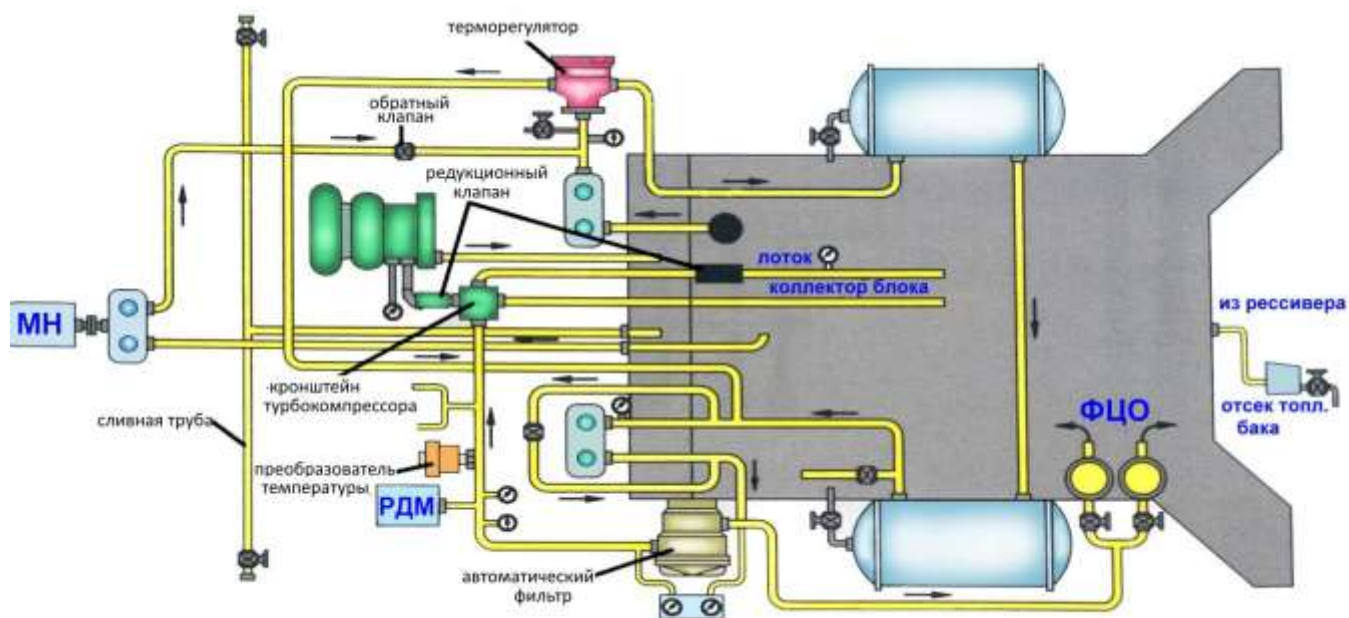 терморегулятор
обратный
клапан
редукционный
клапан
лоток
коллектор блока
из рессивера
МН
кронштейн
турбокомпрессора
отсек топл.
бака
ФЦО
сливная труба
преобразователь
температуры
РДМ
автоматический
фильтр